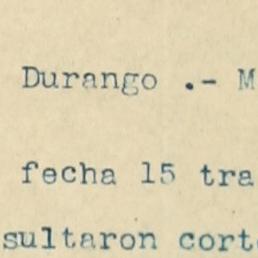 Durango .- M
fecha 15 tra
sultaron cort